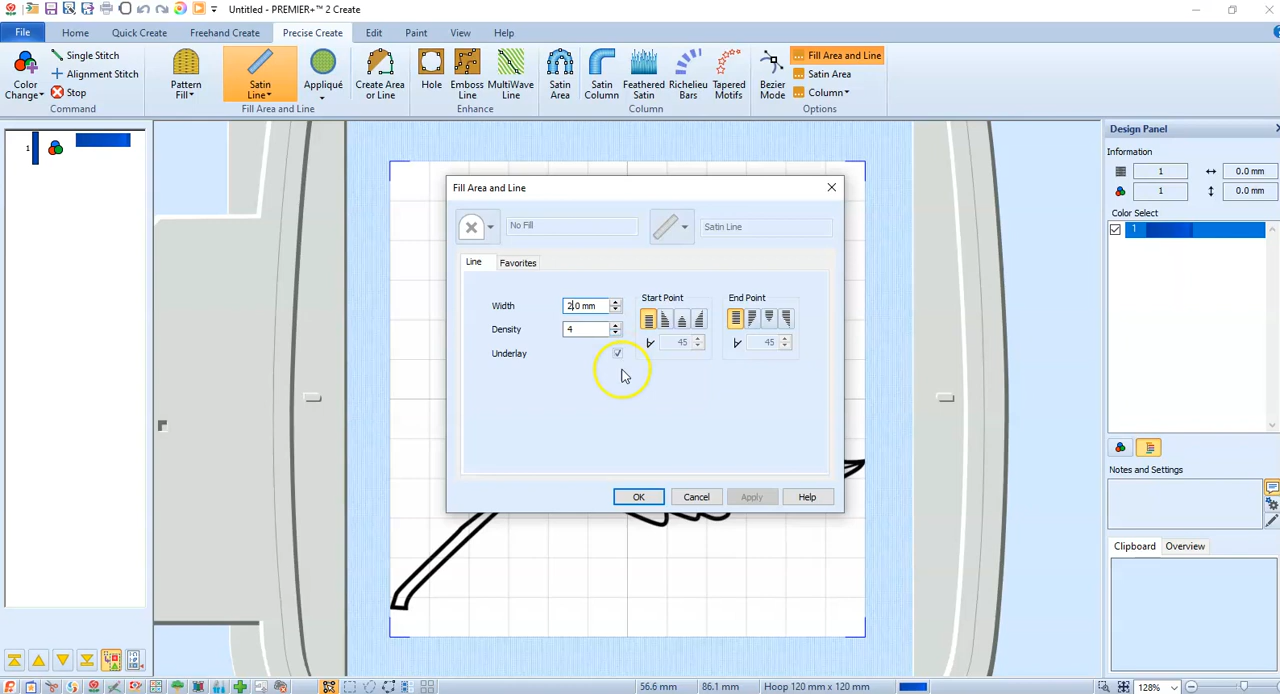 Untitled - PREMIER+™ 2 Create
File Home Quick Create Freehand Create Precise Create Edit Paint View Help
Color Change
Single Stitch
Alignment Stitch
Stop
Command
Pattern Fill
Satin Line
Appliqué
Create Area or Line
Fill Area and Line
Hole
Emboss Line
MultiWave Line
Enhance
Satin Area
Satin Column
Feathered Satin
Richelieu Bars
Tapered Motifs
Column
Bezier Mode
Fill Area and Line
Satin Area
Column
Options
1
Fill Area and Line
No Fill
Satin Line
Line Favorites
Width 2.0 mm
Density 4
Underlay
Start Point
45
End Point
45
OK Cancel Apply Help
Design Panel
Information
1 0.0 mm
1 0.0 mm
Color Select
1
Notes and Settings
Clipboard Overview
56.6 mm 86.1 mm Hoop 120 mm x 120 mm 128%